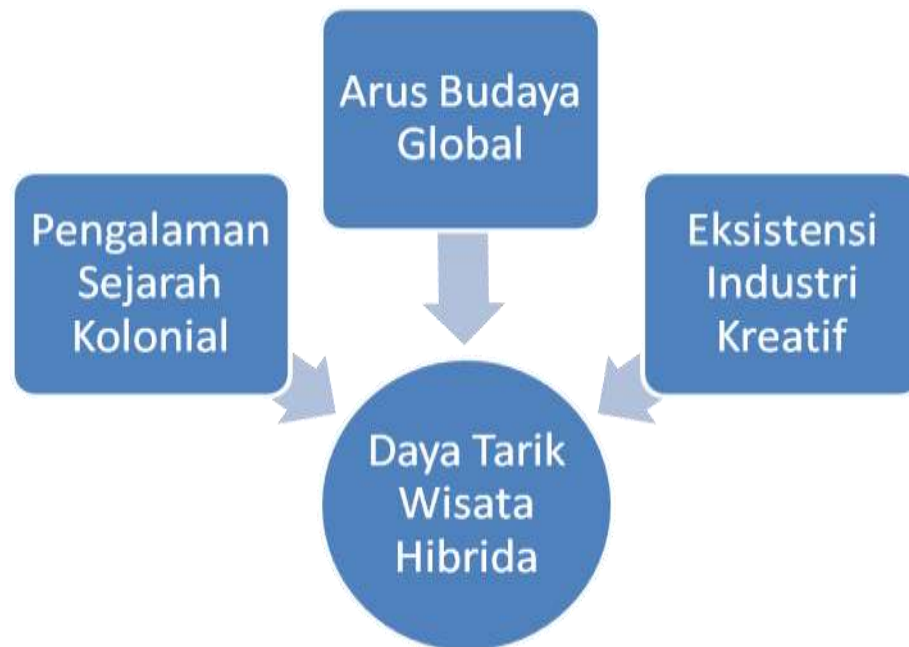 Arus Budaya
Global
Pengalaman
Sejarah
Kolonial
Eksistensi
Industri
Kreatif
Daya Tarik
Wisata
Hibrida